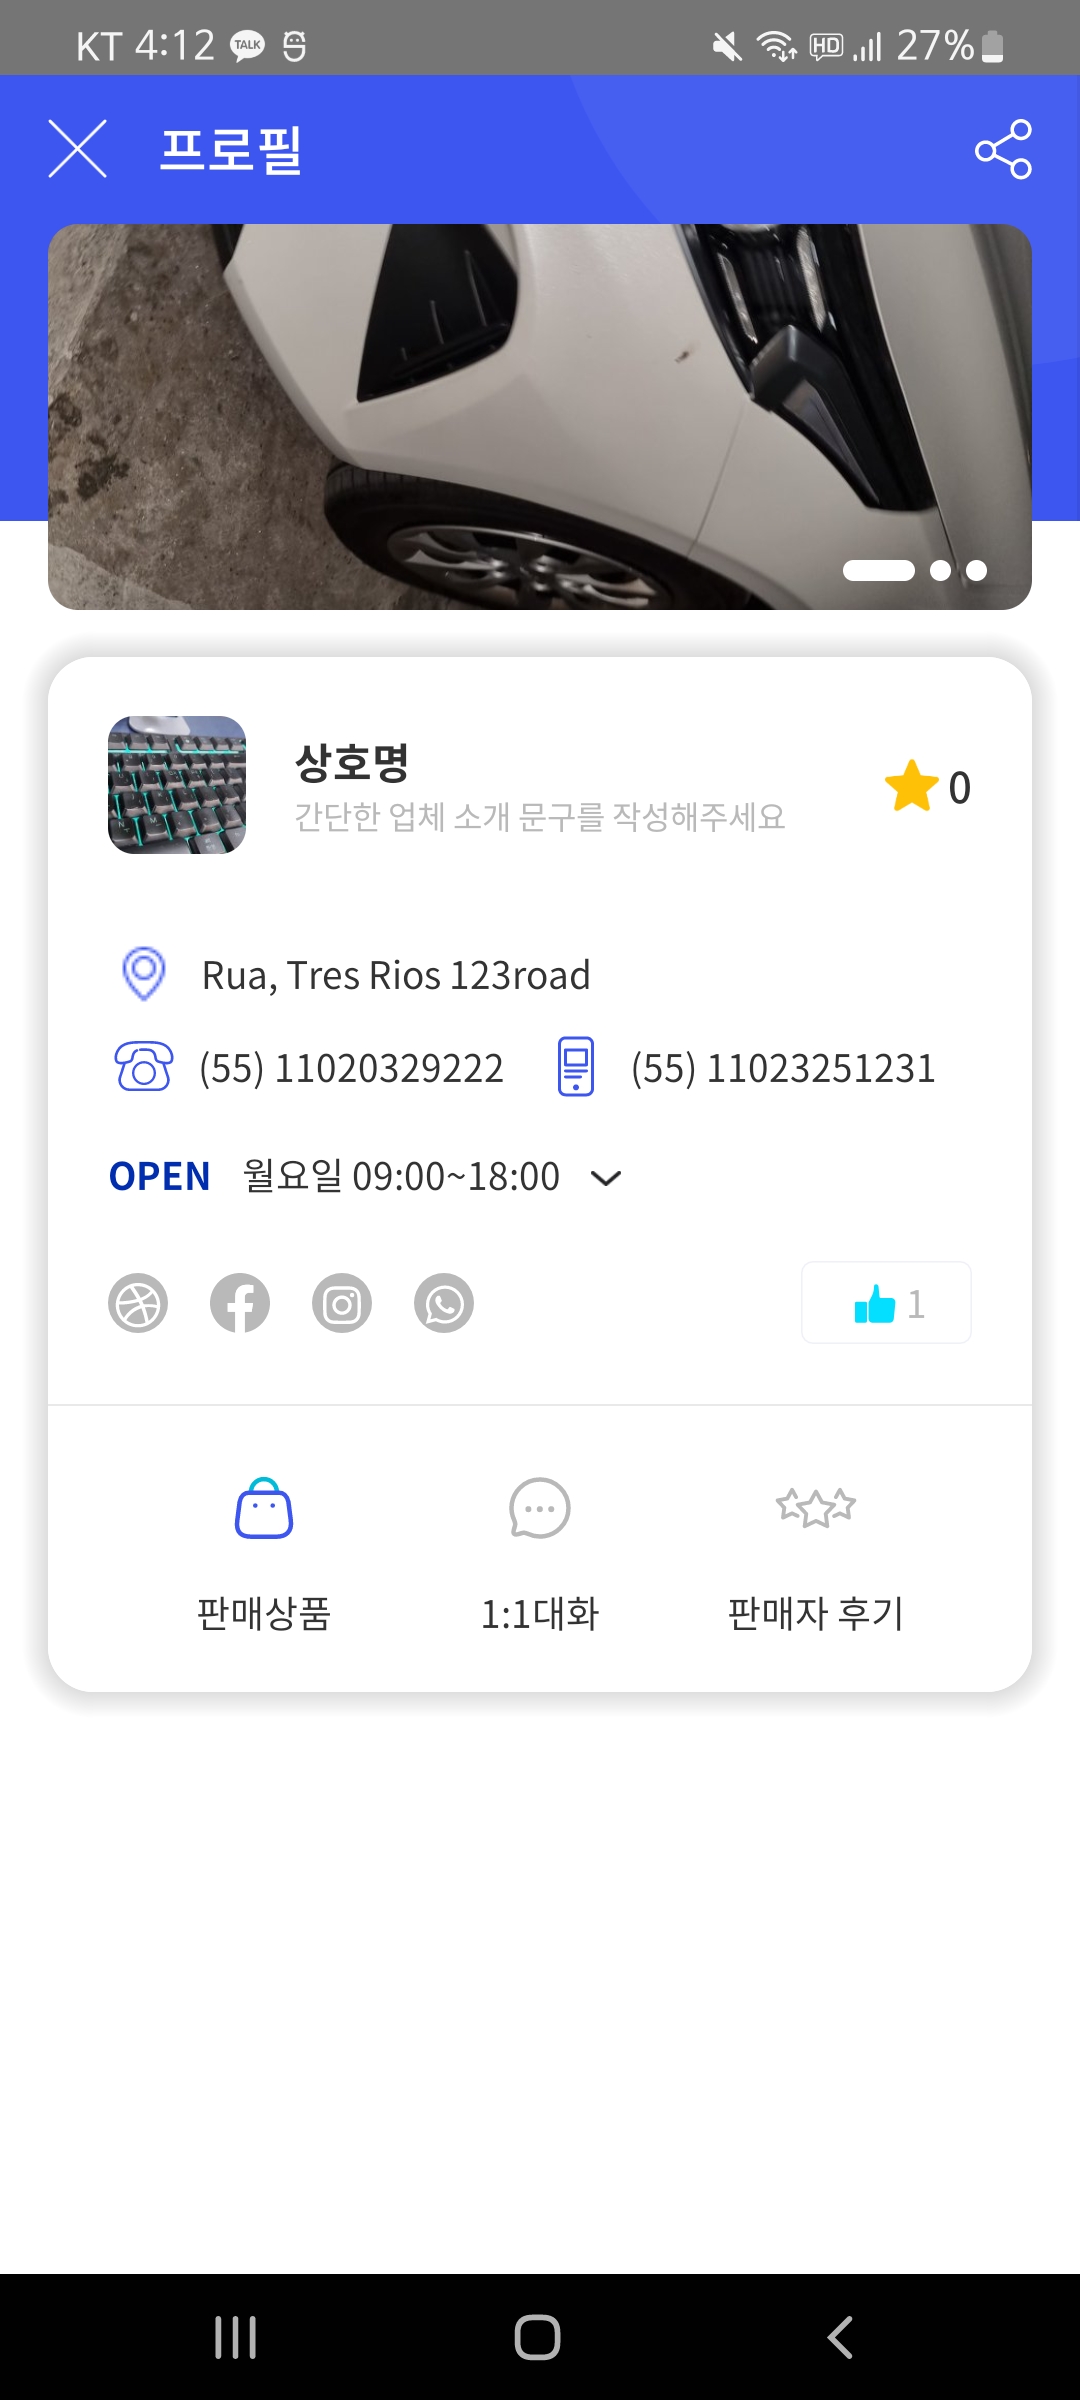 KT 4:12 TALK HD 27%
프로필
상호명
간단한 업체 소개 문구를 작성해주세요
0
Rua, Tres Rios 123road
(55) 11020329222 (55) 11023251231
OPEN 월요일 09:00~18:00
1
판매상품 1:1대화 판매자 후기